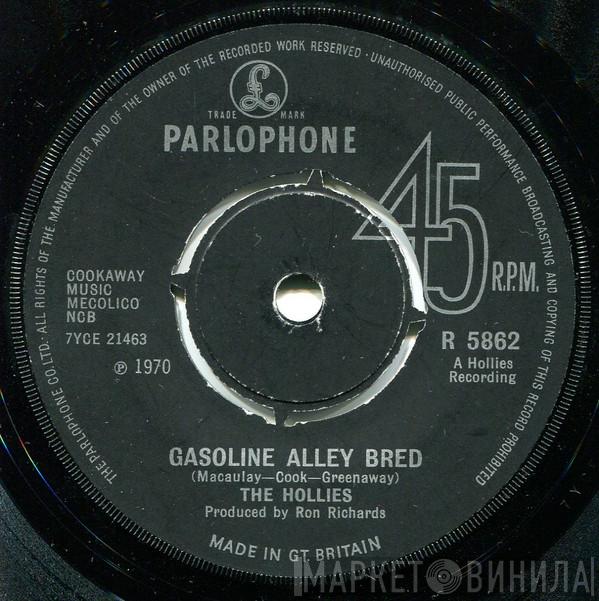 THE PARLOPHONE CO. LTD. · ALL RIGHTS OF THE MANUFACTURER AND OF THE OWNER OF THE RECORDED WORK RESERVED · UNAUTHORISED PUBLIC PERFORMANCE BROADCASTING AND COPYING OF THIS RECORD PROHIBITED
£
TRADE MARK
PARLOPHONE
45
R.P.M.
COOKAWAY
MUSIC
MECOLICO
NCB
7YCE 21463
℗ 1970
R 5862
A Hollies
Recording
GASOLINE ALLEY BRED
(Macaulay—Cook—Greenaway)
THE HOLLIES
Produced by Ron Richards
MADE IN GT. BRITAIN
7 Y
МАРКЕТ ВИНИЛА